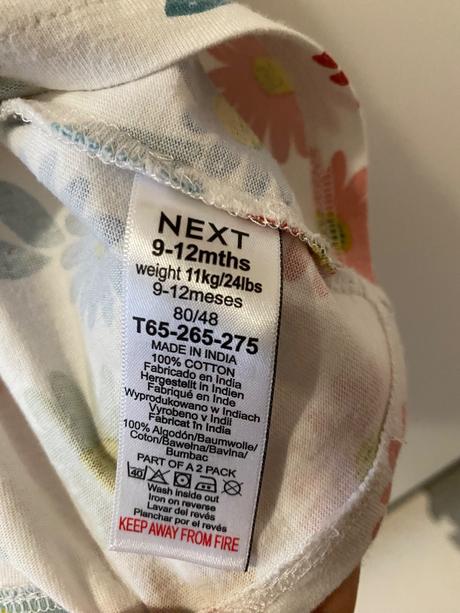 NEXT
9-12mths
weight 11kg/24lbs
9-12meses
80/48
T65-265-275
MADE IN INDIA
100% COTTON
Fabricado en India
Hergestellt in Indien
Fabriqué en Inde
Wyprodukowano w Indiach
Vyrobeno v Indii
Fabricat în India
100% Algodón/Baumwolle/
Coton/Bawełna/Bavlna/
Bumbac
PART OF A 2 PACK
40
Wash inside out
Iron on reverse
Lavar del revés
Planchar por el revés
KEEP AWAY FROM FIRE